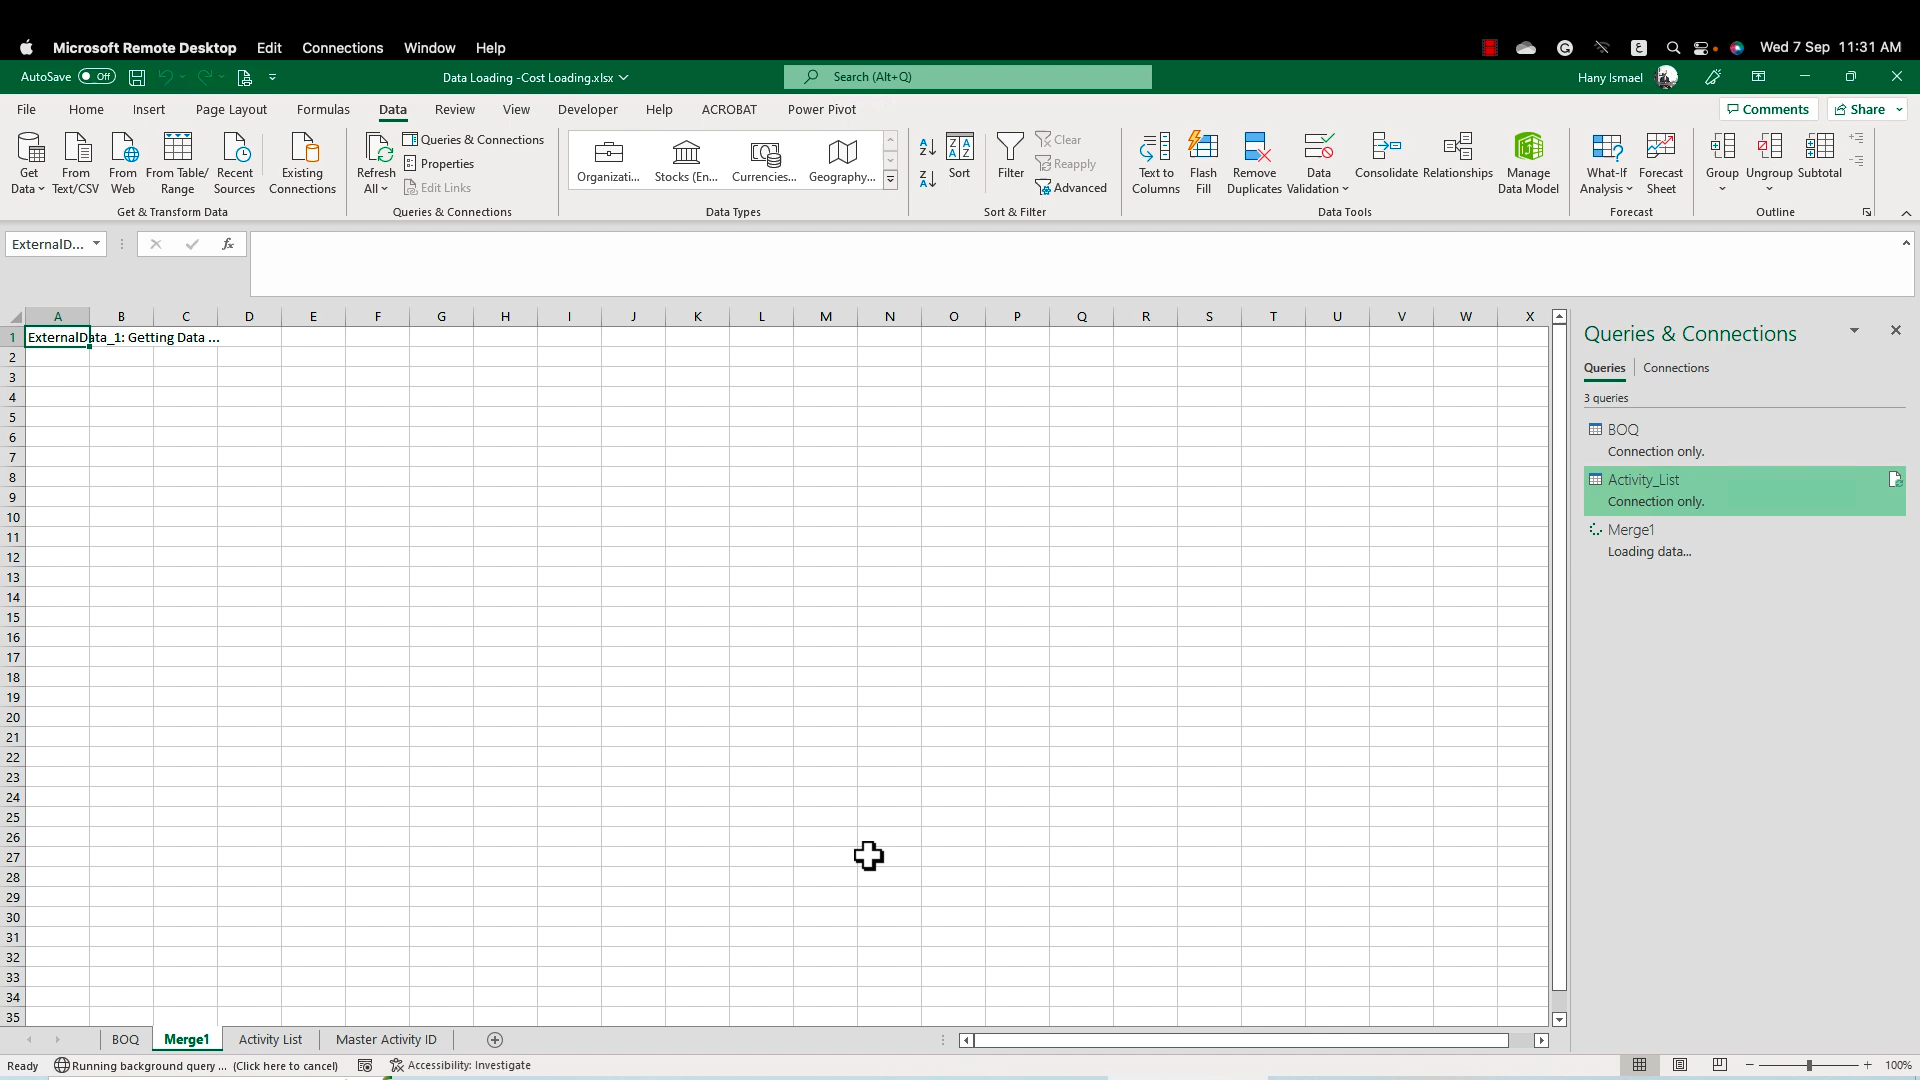 Microsoft Remote Desktop Edit Connections Window Help
Wed 7 Sep 11:31 AM
AutoSave Off
Data Loading -Cost Loading.xlsx
Search (Alt+Q)
Hany Ismael
File Home Insert Page Layout Formulas Data Review View Developer Help ACROBAT Power Pivot
Comments Share
Get Data
From Text/CSV
From Web
From Table/ Range
Recent Sources
Existing Connections
Get & Transform Data
Refresh All
Queries & Connections
Properties
Edit Links
Queries & Connections
Organizati...
Stocks (En...
Currencies...
Geography...
Data Types
Sort
Filter
Clear
Reapply
Advanced
Sort & Filter
Text to Columns
Flash Fill
Remove Duplicates
Data Validation
Consolidate
Relationships
Manage Data Model
Data Tools
What-If Analysis
Forecast Sheet
Forecast
Group
Ungroup
Subtotal
Outline
ExternalD...
fx
A B C D E F G H I J K L M N O P Q R S T U V W X
1 ExternalData_1: Getting Data ...
2
3
4
5
6
7
8
9
10
11
12
13
14
15
16
17
18
19
20
21
22
23
24
25
26
27
28
29
30
31
32
33
34
35
Queries & Connections
Queries Connections
3 queries
BOQ
Connection only.
Activity_List
Connection only.
Merge1
Loading data...
BOQ Merge1 Activity List Master Activity ID
Ready Running background query ... (Click here to cancel) Accessibility: Investigate
100%